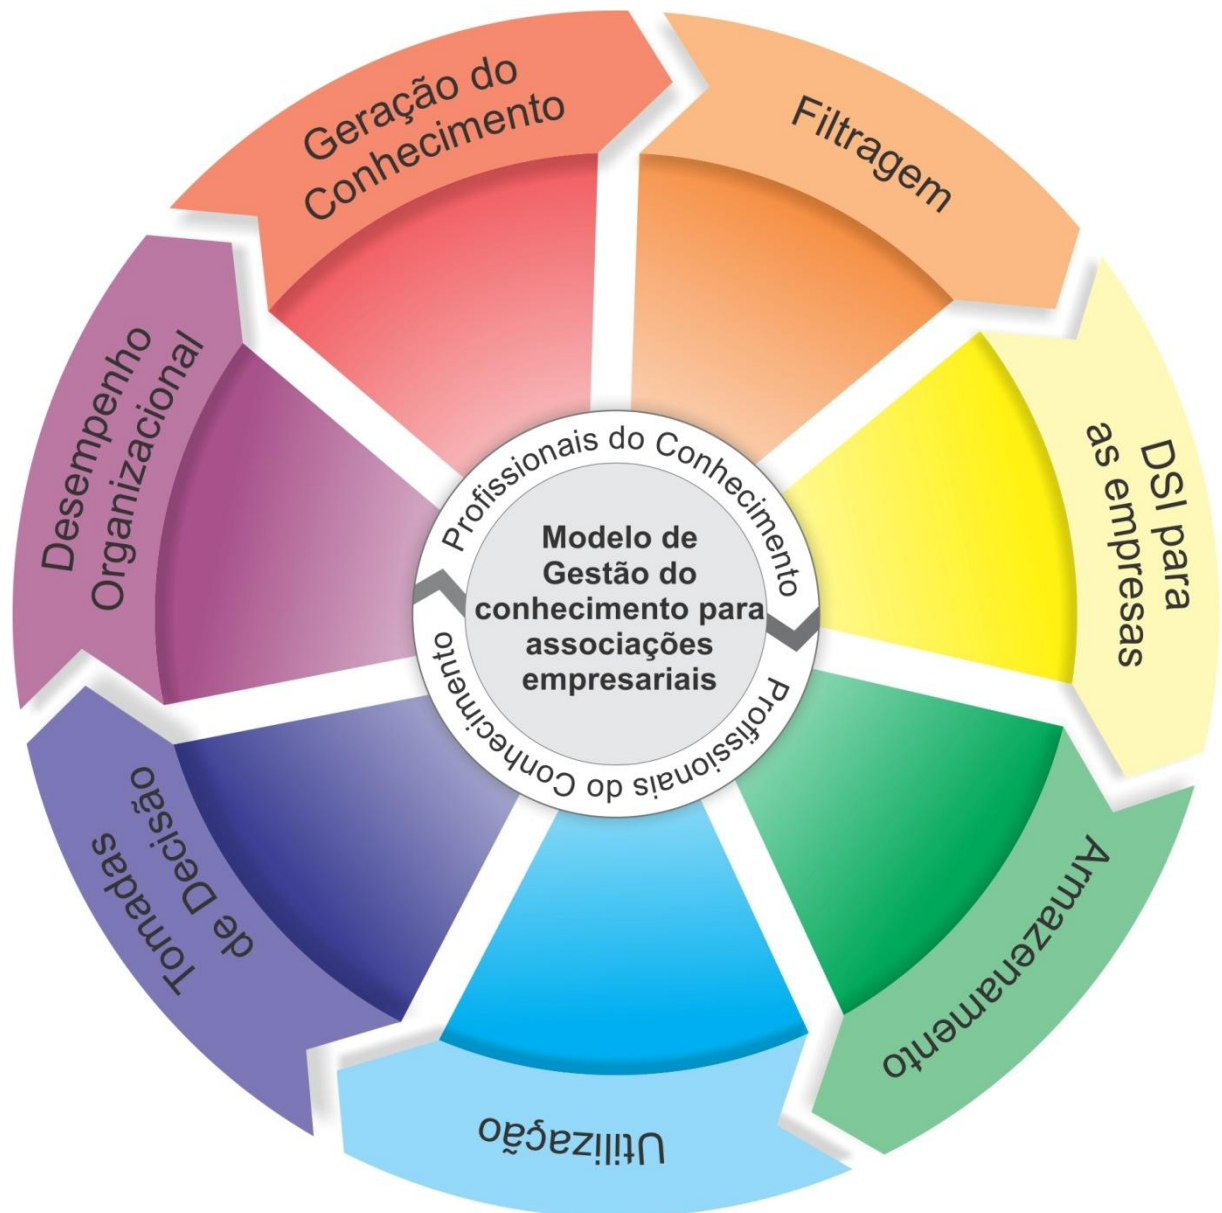 Geração do
Conhecimento
Filtragem
DSI para
as empresas
Armazenamento
Utilização
Tomadas
de Decisão
Desempenho
Organizacional
Profissionais do Conhecimento
Profissionais do Conhecimento
Modelo de
Gestão do
conhecimento para
associações
empresariais